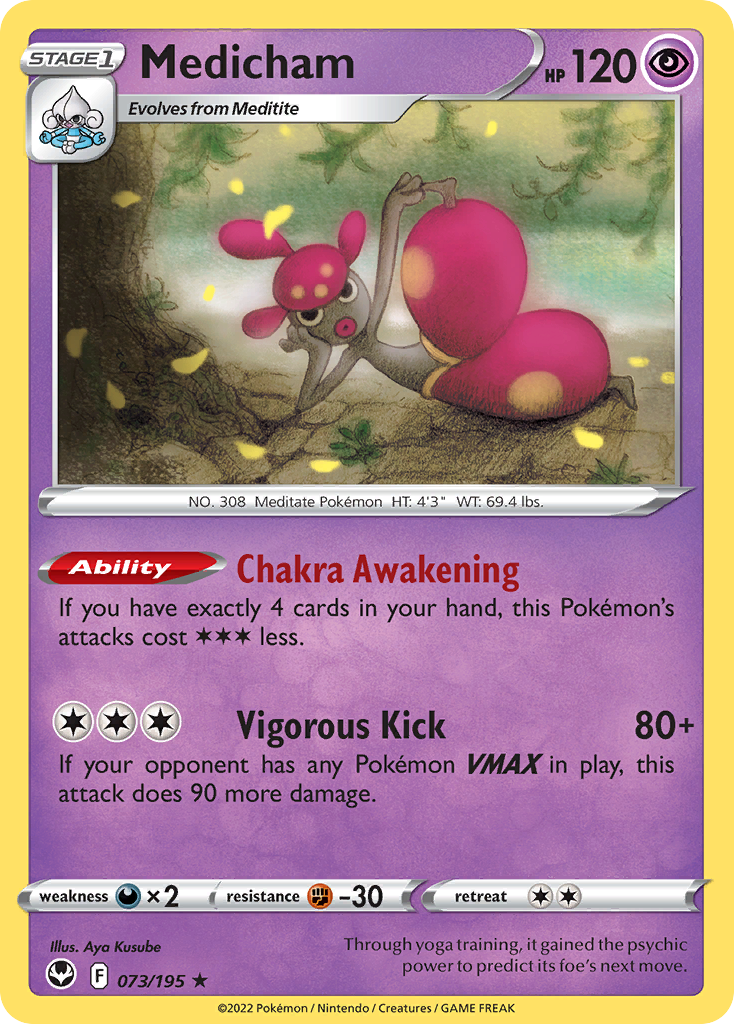 STAGE1
Medicham
HP 120
Evolves from Meditite
NO. 308 Meditate Pokémon HT: 4'3" WT: 69.4 lbs.
Ability Chakra Awakening
If you have exactly 4 cards in your hand, this Pokémon's
attacks cost ✶✶✶ less.
Vigorous Kick 80+
If your opponent has any Pokémon VMAX in play, this
attack does 90 more damage.
weakness ×2 resistance -30 retreat
Illus. Aya Kusube
Through yoga training, it gained the psychic
power to predict its foe's next move.
F 073/195 ★
©2022 Pokémon / Nintendo / Creatures / GAME FREAK